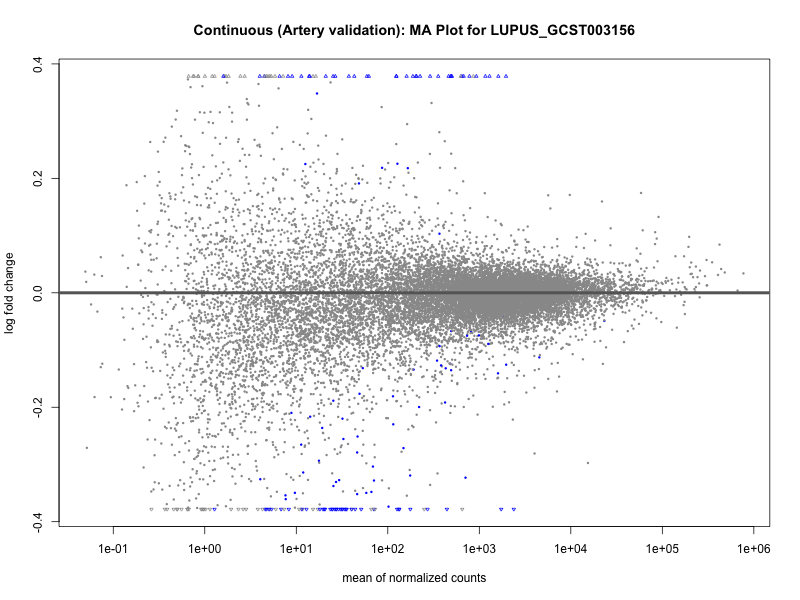 Continuous (Artery validation): MA Plot for LUPUS_GCST003156
0.4
0.2
0.0
-0.2
-0.4
log fold change
1e-01 1e+00 1e+01 1e+02 1e+03 1e+04 1e+05 1e+06
mean of normalized counts